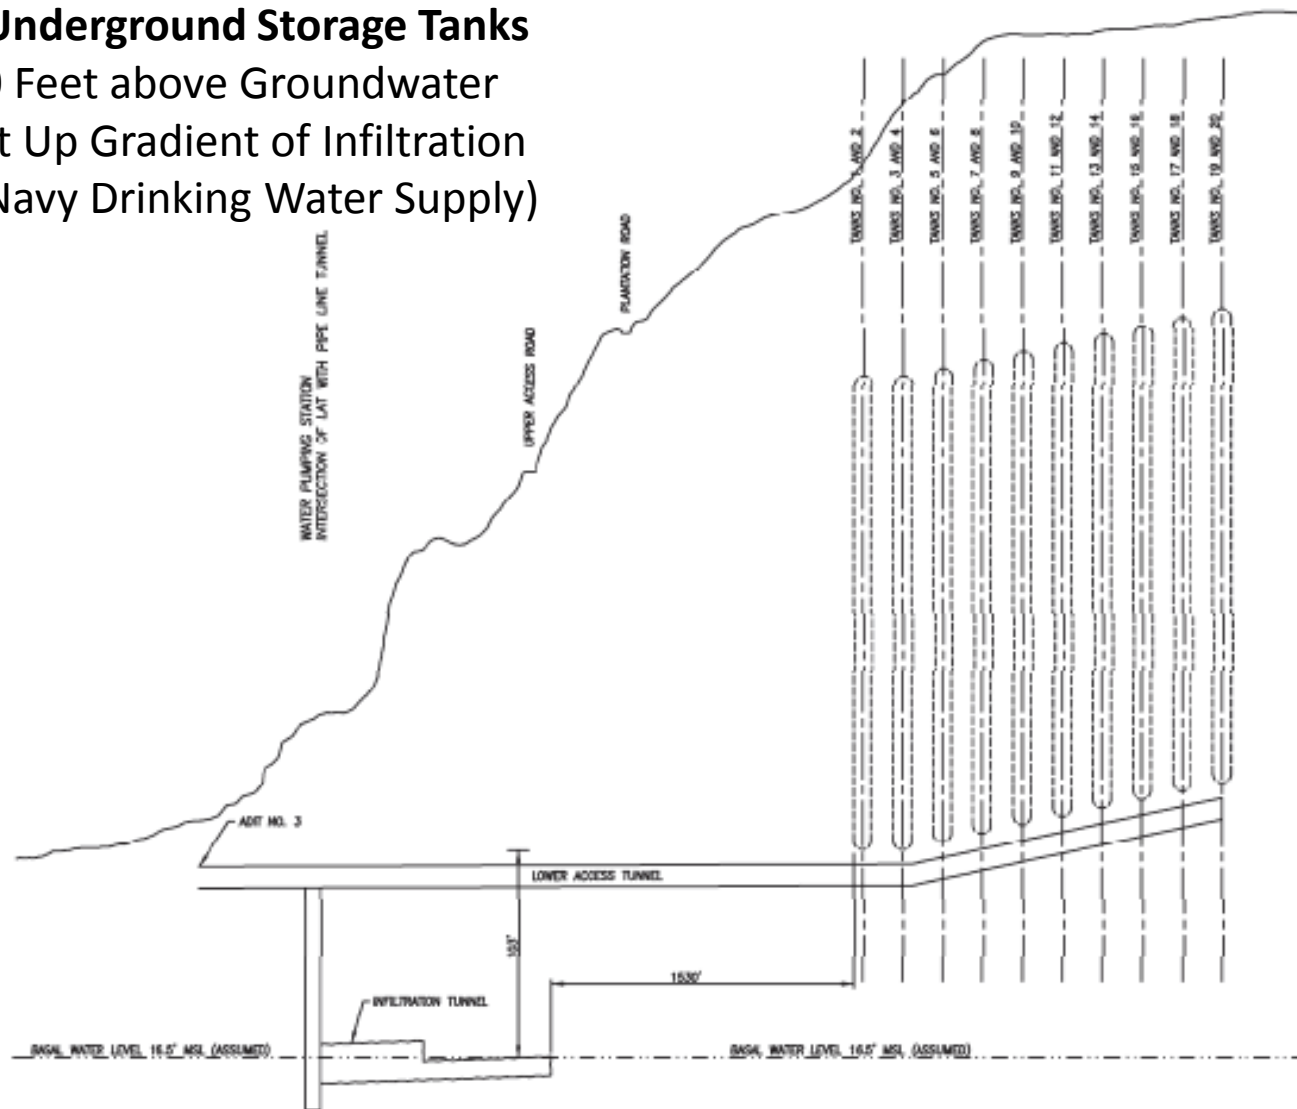 Underground Storage Tanks
0 Feet above Groundwater
t Up Gradient of Infiltration
Navy Drinking Water Supply)
WATER PUMPING STATION
INTERSECTION OF LAT WITH PIPE LINE TUNNEL
UPPER ACCESS ROAD
PLANTATION ROAD
TANKS NO. 1 AND 2
TANKS NO. 3 AND 4
TANKS NO. 5 AND 6
TANKS NO. 7 AND 8
TANKS NO. 9 AND 10
TANKS NO. 11 AND 12
TANKS NO. 13 AND 14
TANKS NO. 15 AND 16
TANKS NO. 17 AND 18
TANKS NO. 19 AND 20
ADIT NO. 3
LOWER ACCESS TUNNEL
103'
1530'
INFILTRATION TUNNEL
BASAL WATER LEVEL 16.5' MSL (ASSUMED)
BASAL WATER LEVEL 16.5' MSL (ASSUMED)